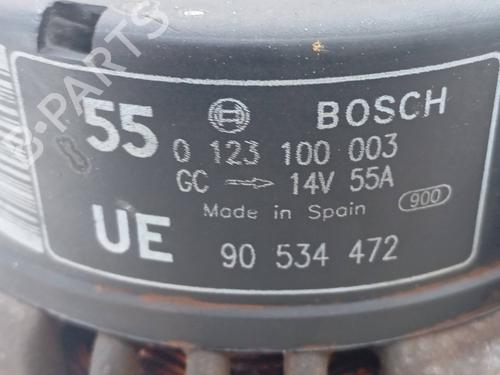 B-PARTS
55 BOSCH
0 123 100 003
GC → 14V 55A
Made in Spain 900
UE 90 534 472